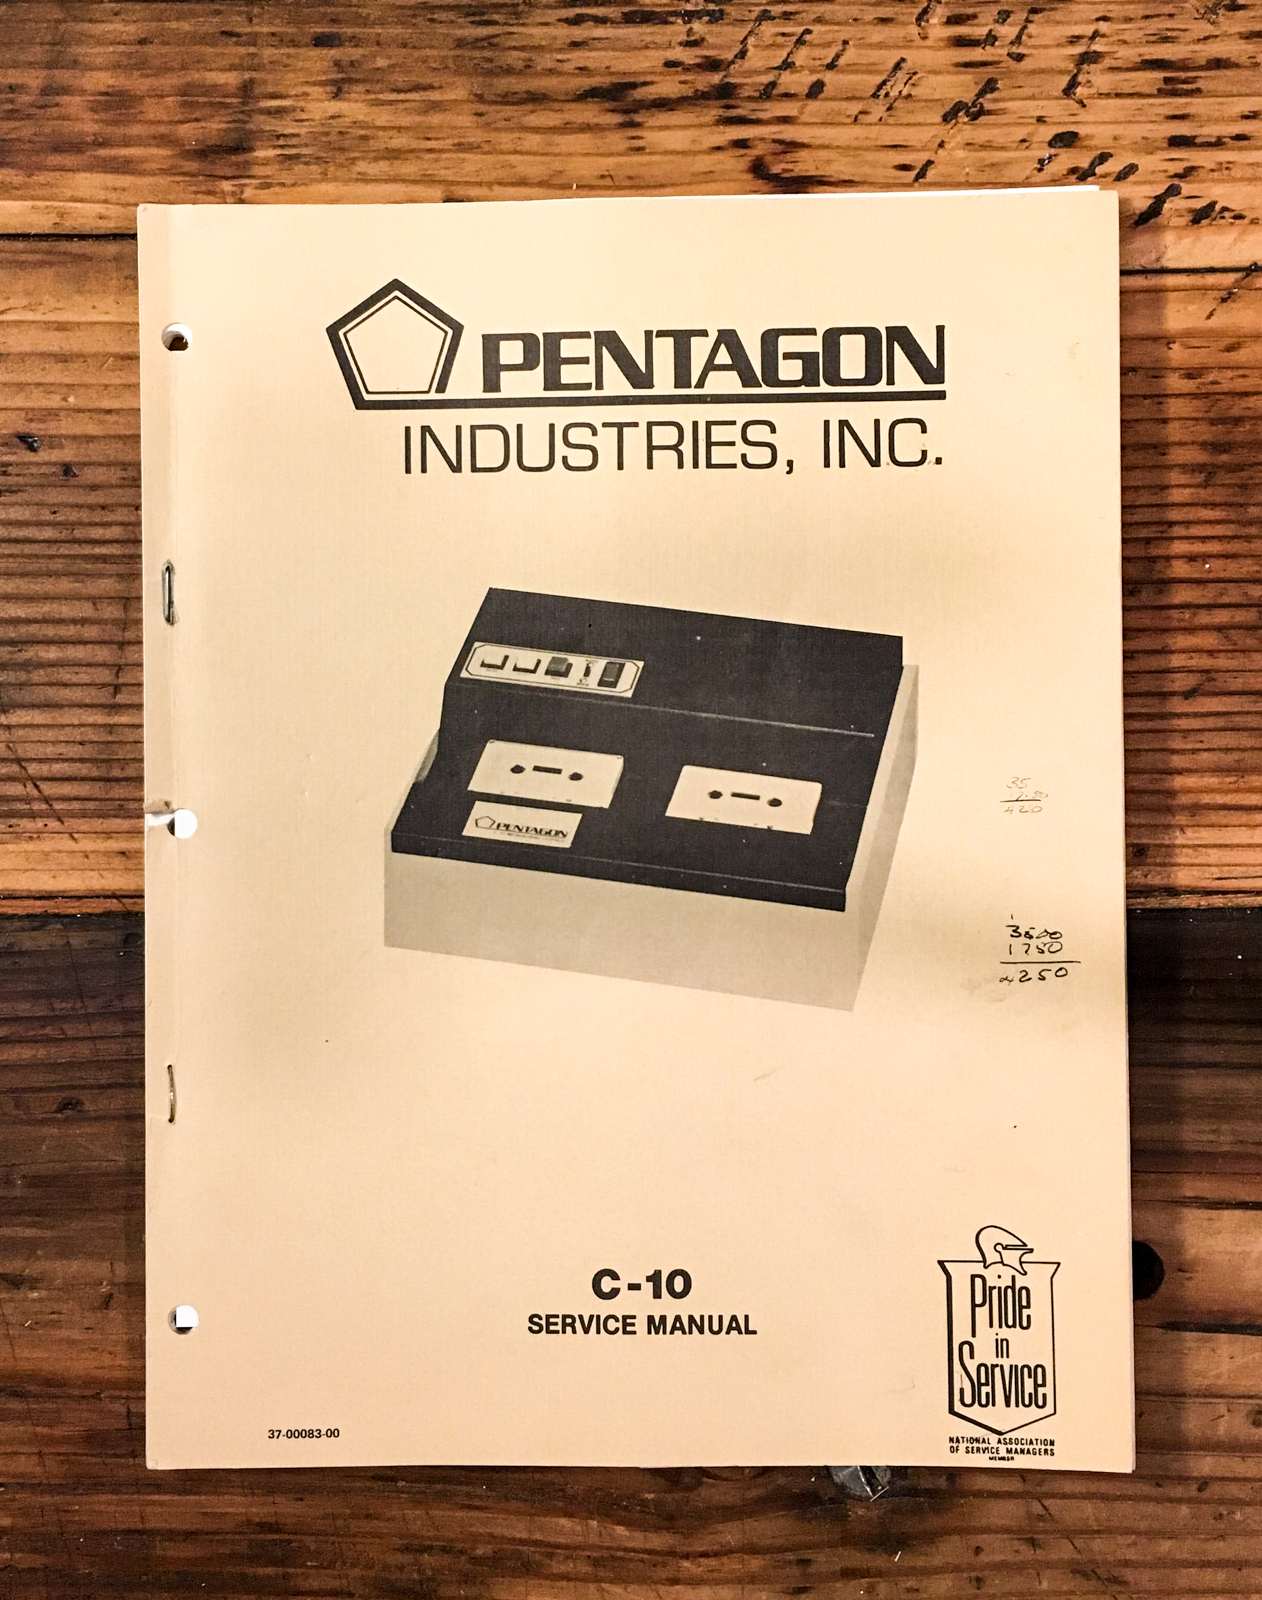 PENTAGON
INDUSTRIES, INC.
PENTAGON
35
420
3500
1750
4250
C-10
SERVICE MANUAL
Pride
in
Service
NATIONAL ASSOCIATION
OF SERVICE MANAGERS
MEMBER
37-00083-00